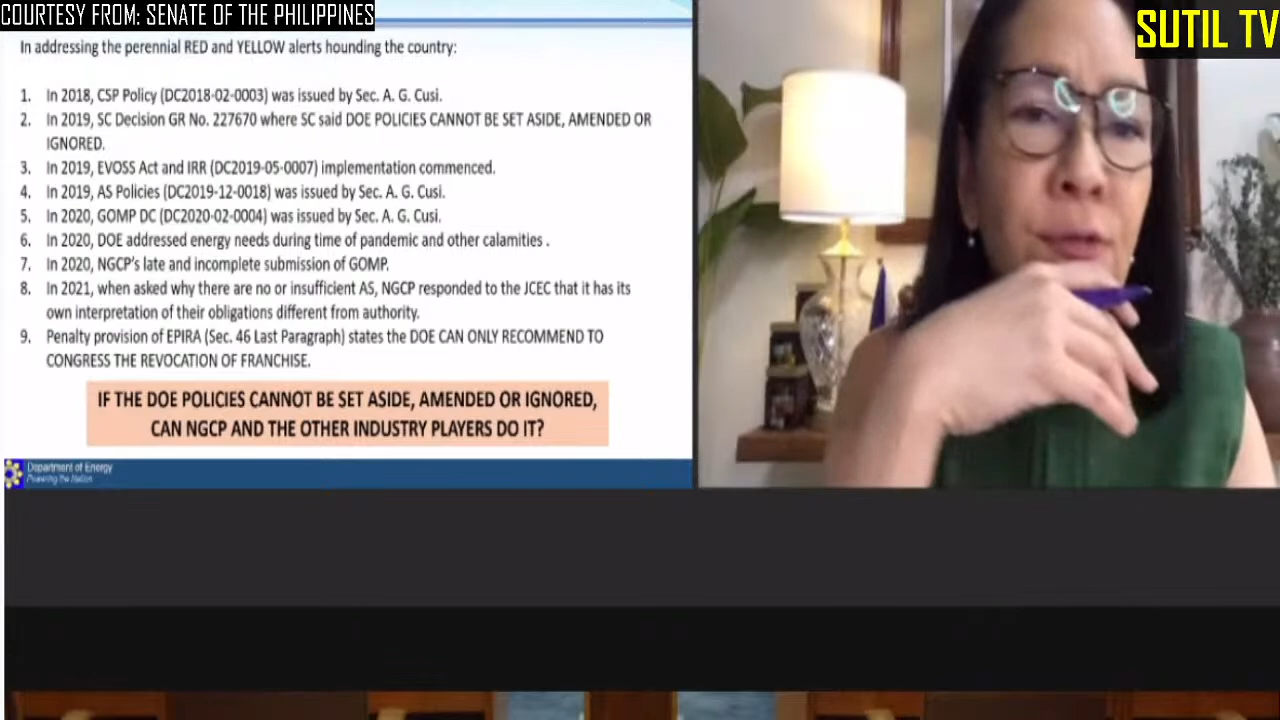 COURTESY FROM: SENATE OF THE PHILIPPINES
SUTIL TV
In addressing the perennial RED and YELLOW alerts hounding the country:
1. In 2018, CSP Policy (DC2018-02-0003) was issued by Sec. A. G. Cusi.
2. In 2019, SC Decision GR No. 227670 where SC said DOE POLICIES CANNOT BE SET ASIDE, AMENDED OR
IGNORED.
3. In 2019, EVOSS Act and IRR (DC2019-05-0007) implementation commenced.
4. In 2019, AS Policies (DC2019-12-0018) was issued by Sec. A. G. Cusi.
5. In 2020, GOMP DC (DC2020-02-0004) was issued by Sec. A. G. Cusi.
6. In 2020, DOE addressed energy needs during time of pandemic and other calamities .
7. In 2020, NGCP's late and incomplete submission of GOMP.
8. In 2021, when asked why there are no or insufficient AS, NGCP responded to the JCEC that it has its
own interpretation of their obligations different from authority.
9. Penalty provision of EPIRA (Sec. 46 Last Paragraph) states the DOE CAN ONLY RECOMMEND TO
CONGRESS THE REVOCATION OF FRANCHISE.
IF THE DOE POLICIES CANNOT BE SET ASIDE, AMENDED OR IGNORED,
CAN NGCP AND THE OTHER INDUSTRY PLAYERS DO IT?
Department of Energy
Powering the Nation